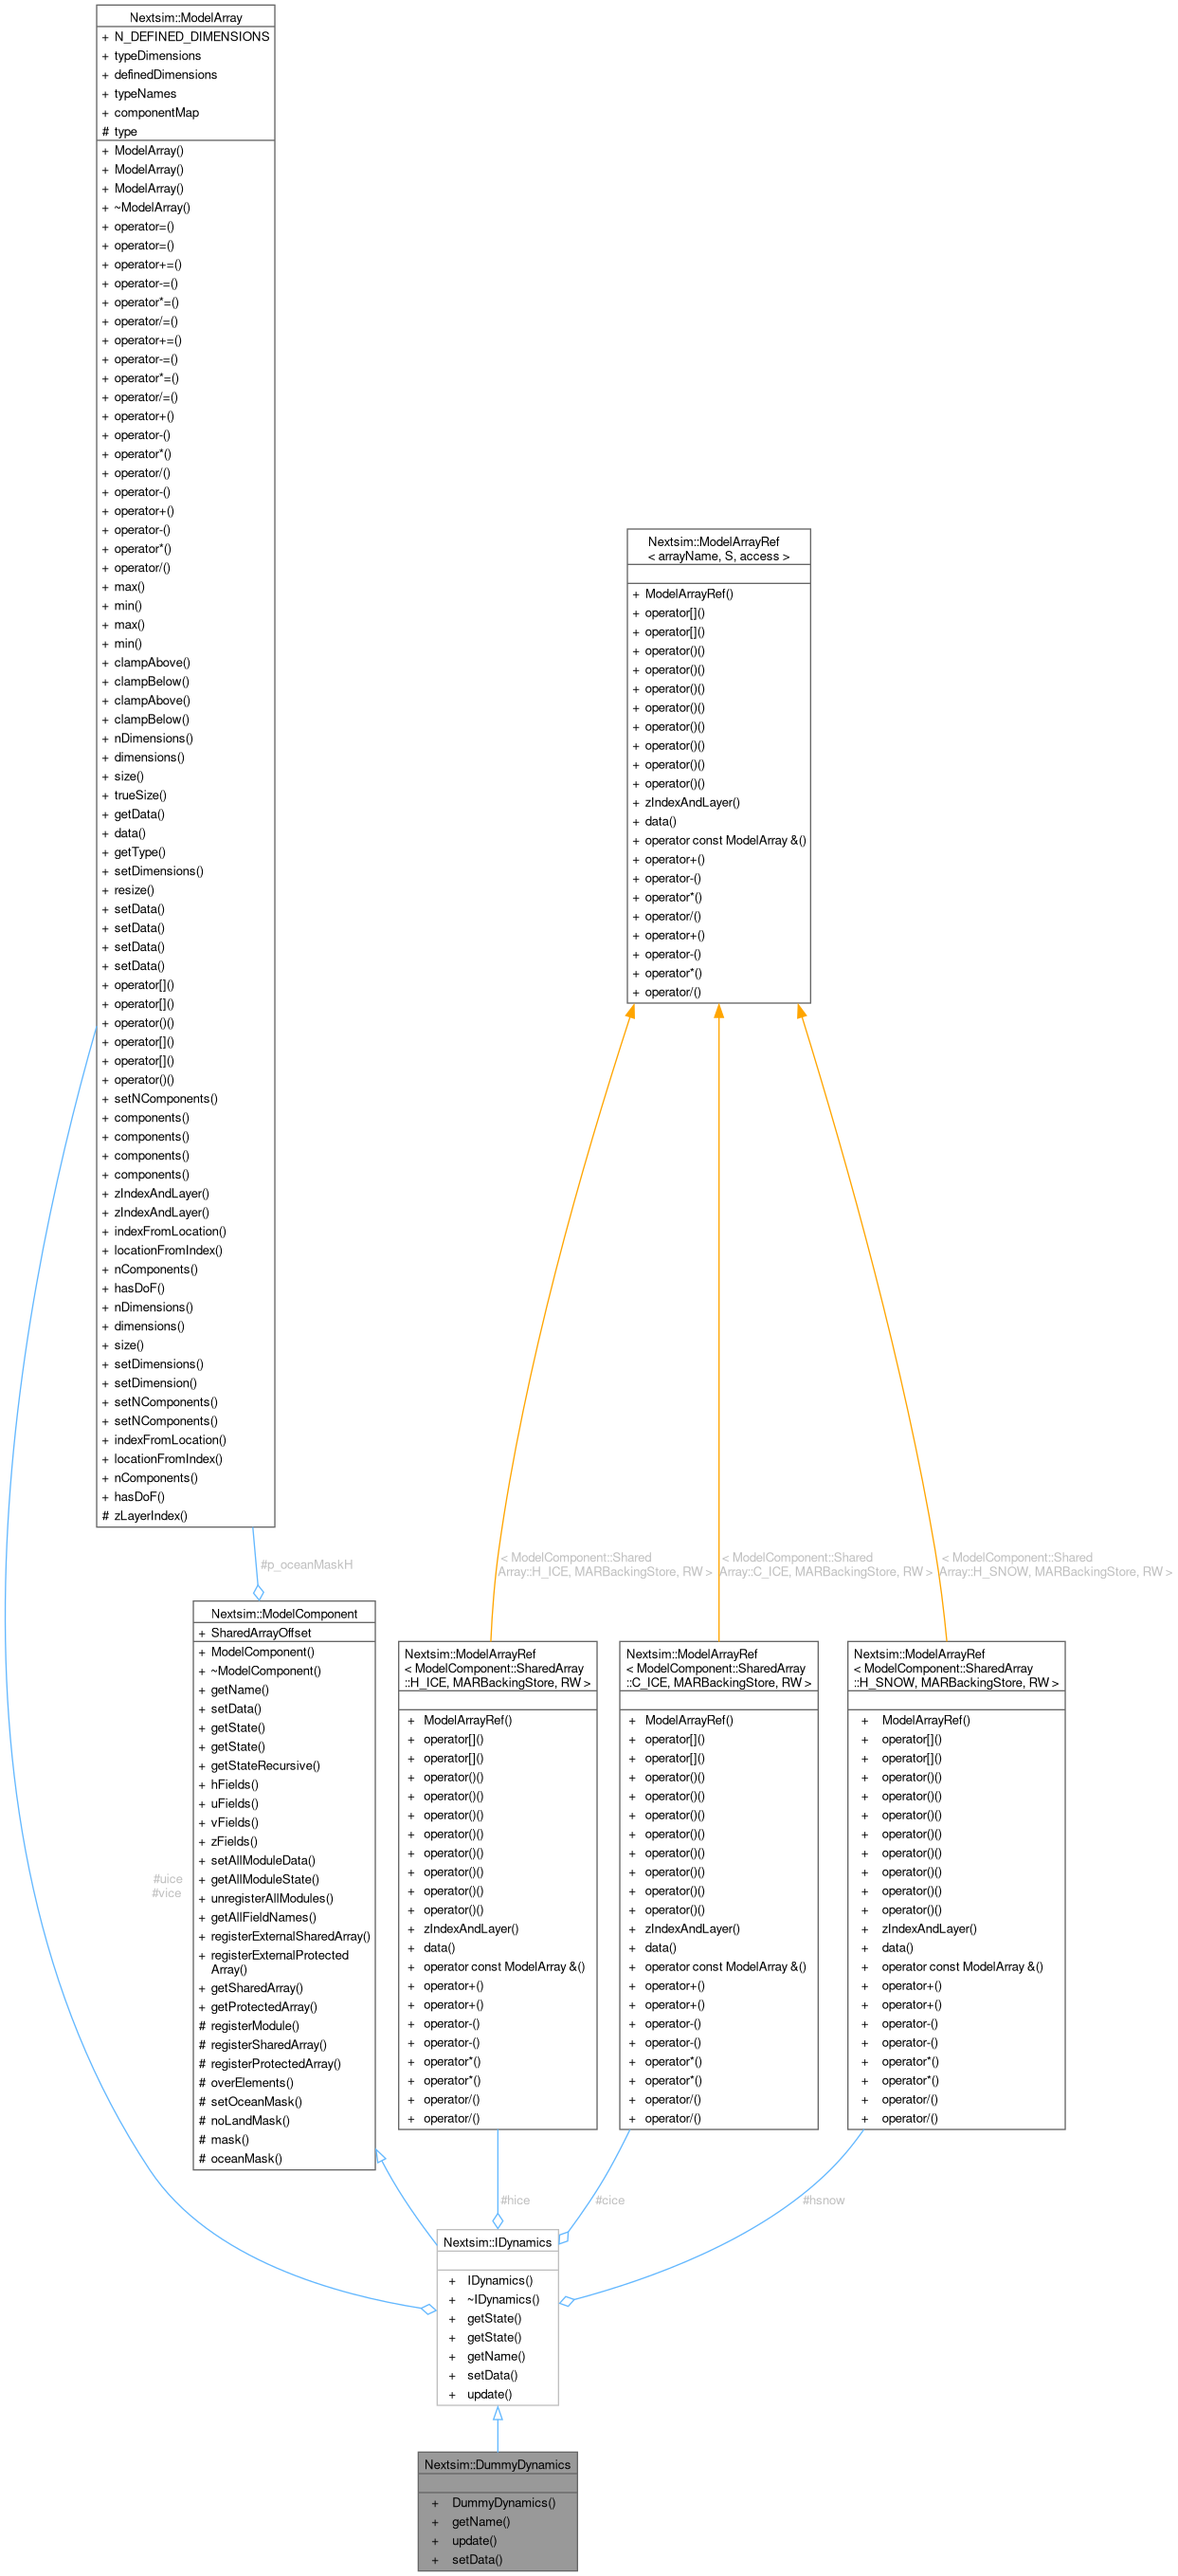 Nextsim::ModelArray
+ N_DEFINED_DIMENSIONS
+ typeDimensions
+ definedDimensions
+ typeNames
+ componentMap
# type
+ ModelArray()
+ ModelArray()
+ ModelArray()
+ ~ModelArray()
+ operator=()
+ operator=()
+ operator+=()
+ operator-=()
+ operator*=()
+ operator/=()
+ operator+=()
+ operator-=()
+ operator*=()
+ operator/=()
+ operator+()
+ operator-()
+ operator*()
+ operator/()
+ operator-()
+ operator+()
+ operator-()
+ operator*()
+ operator/()
+ max()
+ min()
+ max()
+ min()
+ clampAbove()
+ clampBelow()
+ clampAbove()
+ clampBelow()
+ nDimensions()
+ dimensions()
+ size()
+ trueSize()
+ getData()
+ data()
+ getType()
+ setDimensions()
+ resize()
+ setData()
+ setData()
+ setData()
+ setData()
+ operator[]()
+ operator[]()
+ operator()()
+ operator[]()
+ operator[]()
+ operator()()
+ setNComponents()
+ components()
+ components()
+ components()
+ components()
+ zIndexAndLayer()
+ zIndexAndLayer()
+ indexFromLocation()
+ locationFromIndex()
+ nComponents()
+ hasDoF()
+ nDimensions()
+ dimensions()
+ size()
+ setDimensions()
+ setDimension()
+ setNComponents()
+ setNComponents()
+ indexFromLocation()
+ locationFromIndex()
+ nComponents()
+ hasDoF()
# zLayerIndex()
Nextsim::ModelArrayRef
< arrayName, S, access >
+ ModelArrayRef()
+ operator[]()
+ operator[]()
+ operator()()
+ operator()()
+ operator()()
+ operator()()
+ operator()()
+ operator()()
+ operator()()
+ operator()()
+ zIndexAndLayer()
+ data()
+ operator const ModelArray &()
+ operator+()
+ operator-()
+ operator*()
+ operator/()
+ operator+()
+ operator-()
+ operator*()
+ operator/()
#p_oceanMaskH
< ModelComponent::Shared
Array::H_ICE, MARBackingStore, RW >
< ModelComponent::Shared
Array::C_ICE, MARBackingStore, RW >
< ModelComponent::Shared
Array::H_SNOW, MARBackingStore, RW >
Nextsim::ModelComponent
+ SharedArrayOffset
+ ModelComponent()
+ ~ModelComponent()
+ getName()
+ setData()
+ getState()
+ getState()
+ getStateRecursive()
+ hFields()
+ uFields()
+ vFields()
+ zFields()
+ setAllModuleData()
+ getAllModuleState()
+ unregisterAllModules()
+ getAllFieldNames()
+ registerExternalSharedArray()
+ registerExternalProtected
Array()
+ getSharedArray()
+ getProtectedArray()
# registerModule()
# registerSharedArray()
# registerProtectedArray()
# overElements()
# setOceanMask()
# noLandMask()
# mask()
# oceanMask()
#uice
#vice
Nextsim::ModelArrayRef
< ModelComponent::SharedArray
::H_ICE, MARBackingStore, RW >
+ ModelArrayRef()
+ operator[]()
+ operator[]()
+ operator()()
+ operator()()
+ operator()()
+ operator()()
+ operator()()
+ operator()()
+ operator()()
+ operator()()
+ zIndexAndLayer()
+ data()
+ operator const ModelArray &()
+ operator+()
+ operator+()
+ operator-()
+ operator-()
+ operator*()
+ operator*()
+ operator/()
+ operator/()
Nextsim::ModelArrayRef
< ModelComponent::SharedArray
::C_ICE, MARBackingStore, RW >
+ ModelArrayRef()
+ operator[]()
+ operator[]()
+ operator()()
+ operator()()
+ operator()()
+ operator()()
+ operator()()
+ operator()()
+ operator()()
+ operator()()
+ zIndexAndLayer()
+ data()
+ operator const ModelArray &()
+ operator+()
+ operator+()
+ operator-()
+ operator-()
+ operator*()
+ operator*()
+ operator/()
+ operator/()
Nextsim::ModelArrayRef
< ModelComponent::SharedArray
::H_SNOW, MARBackingStore, RW >
+ ModelArrayRef()
+ operator[]()
+ operator[]()
+ operator()()
+ operator()()
+ operator()()
+ operator()()
+ operator()()
+ operator()()
+ operator()()
+ operator()()
+ zIndexAndLayer()
+ data()
+ operator const ModelArray &()
+ operator+()
+ operator+()
+ operator-()
+ operator-()
+ operator*()
+ operator*()
+ operator/()
+ operator/()
#hice
#cice
#hsnow
Nextsim::IDynamics
+ IDynamics()
+ ~IDynamics()
+ getState()
+ getState()
+ getName()
+ setData()
+ update()
Nextsim::DummyDynamics
+ DummyDynamics()
+ getName()
+ update()
+ setData()